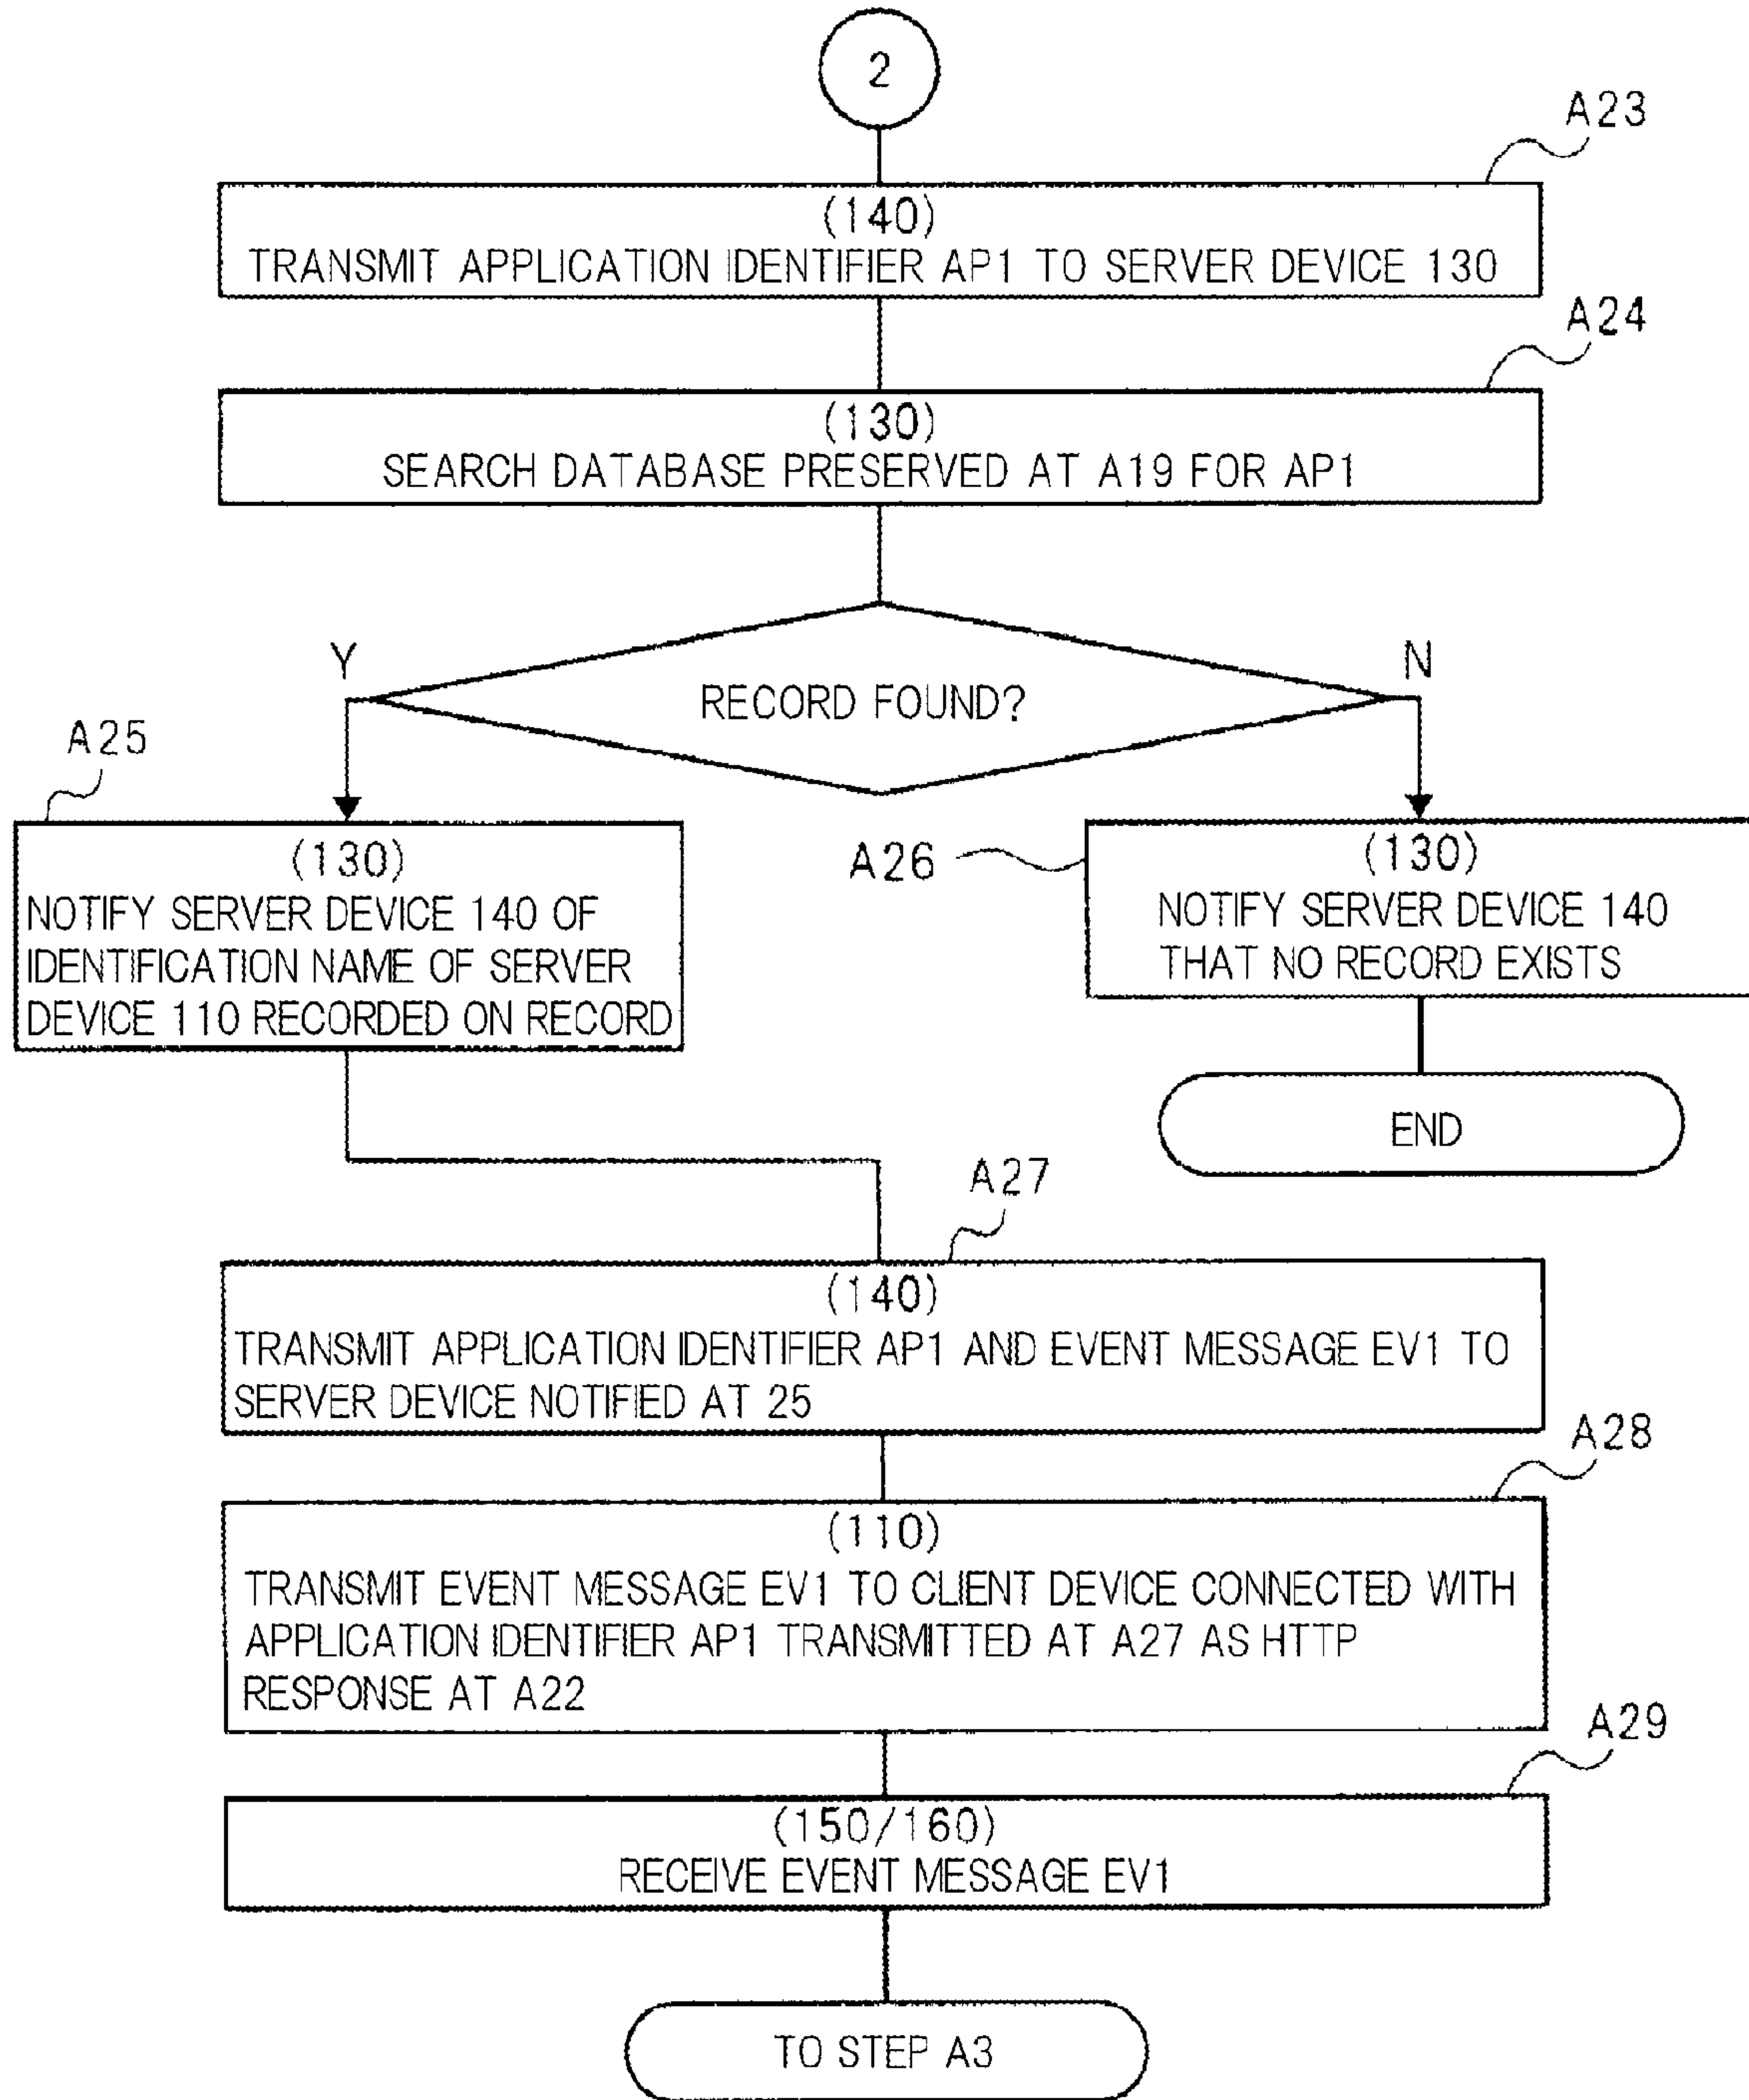 2
A23
(140)
TRANSMIT APPLICATION IDENTIFIER AP1 TO SERVER DEVICE 130
A24
(130)
SEARCH DATABASE PRESERVED AT A19 FOR AP1
Y
RECORD FOUND?
N
A25
(130)
NOTIFY SERVER DEVICE 140 OF
IDENTIFICATION NAME OF SERVER
DEVICE 110 RECORDED ON RECORD
A26
(130)
NOTIFY SERVER DEVICE 140
THAT NO RECORD EXISTS
END
A27
(140)
TRANSMIT APPLICATION IDENTIFIER AP1 AND EVENT MESSAGE EV1 TO
SERVER DEVICE NOTIFIED AT 25
A28
(110)
TRANSMIT EVENT MESSAGE EV1 TO CLIENT DEVICE CONNECTED WITH
APPLICATION IDENTIFIER AP1 TRANSMITTED AT A27 AS HTTP
RESPONSE AT A22
A29
(150/160)
RECEIVE EVENT MESSAGE EV1
TO STEP A3